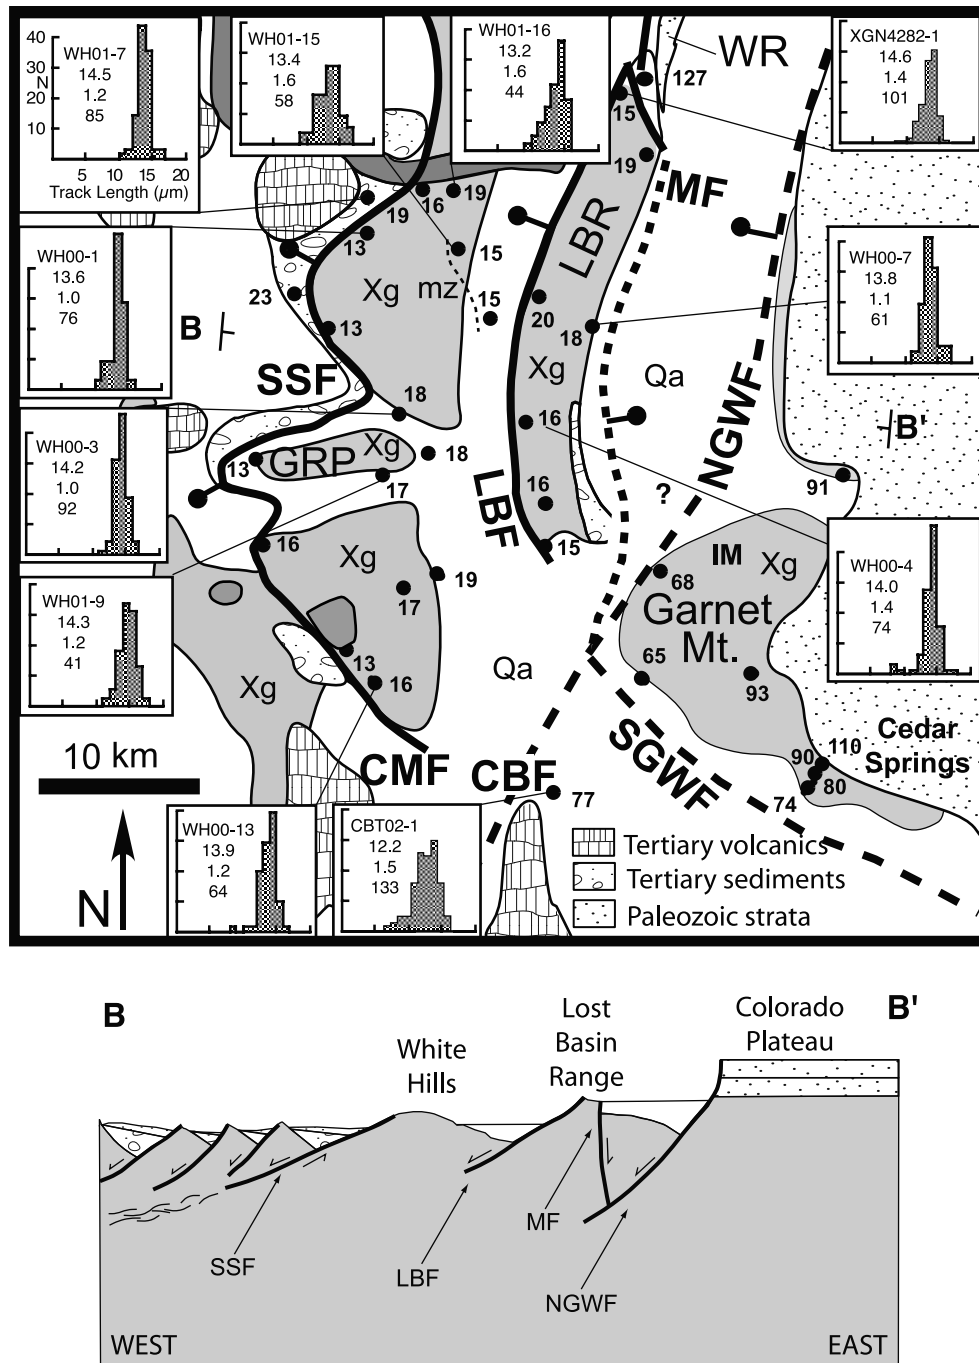 40
30
N
20
10
WH01-7
14.5
1.2
85
5 10 15 20
Track Length (µm)
WH01-15
13.4
1.6
58
WH01-16
13.2
1.6
44
WR
127
15
19
MF
XGN4282-1
14.6
1.4
101
19
16
19
13
15
Xg
mz
LBR
WH00-1
13.6
1.0
76
B
23
13
15
20
18
WH00-7
13.8
1.1
61
SSF
Xg
Qa
NGWF
B'
18
16
WH00-3
14.2
1.0
92
13
GRP
Xg
18
17
91
LBF
16
?
15
16
Xg
19
17
IM
Xg
68
Garnet
Mt.
WH00-4
14.0
1.4
74
WH01-9
14.3
1.2
41
13
16
Xg
Qa
65
93
10 km
CMF
CBF
SGWF
Cedar
Springs
90
110
80
74
77
WH00-13
13.9
1.2
64
CBT02-1
12.2
1.5
133
N
Tertiary volcanics
Tertiary sediments
Paleozoic strata
B
B'
White
Hills
Lost
Basin
Range
Colorado
Plateau
SSF
LBF
MF
NGWF
WEST
EAST